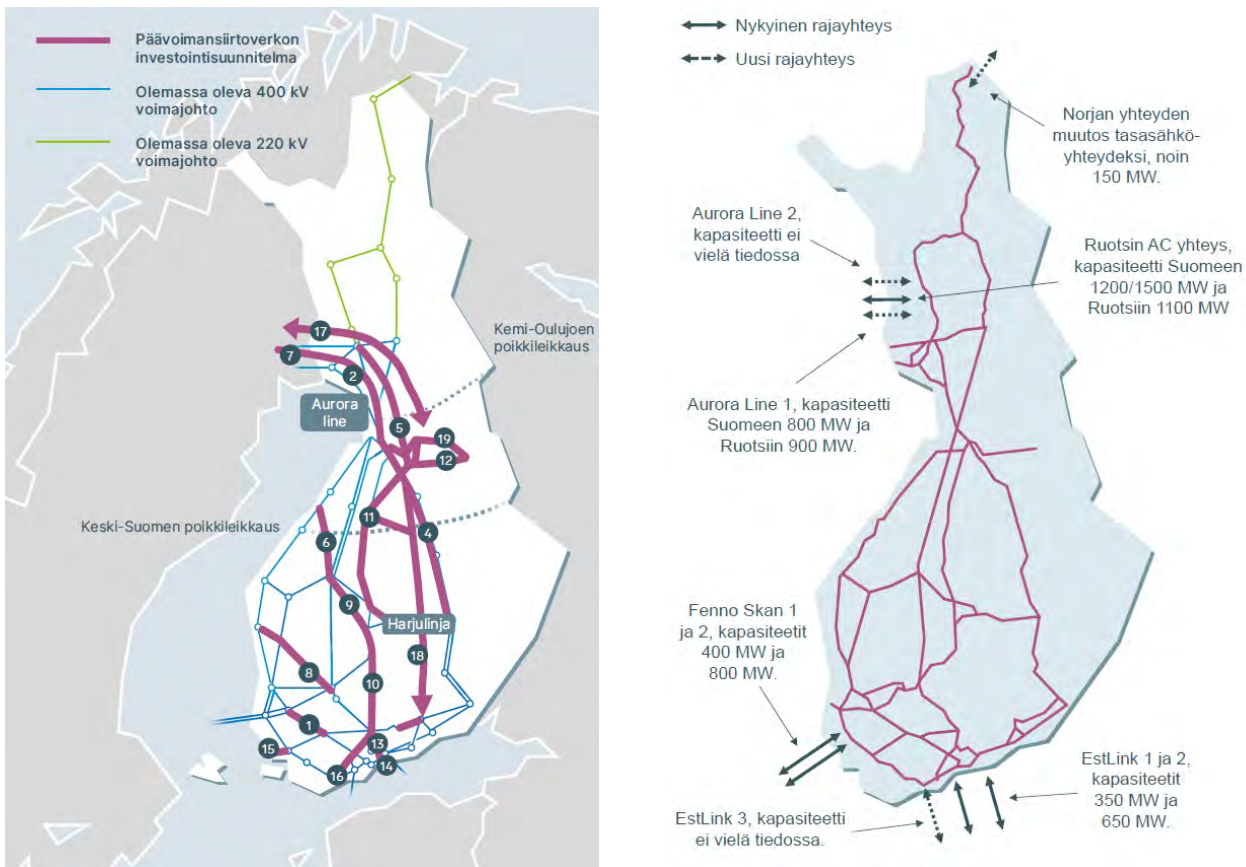 Päävoimansiirtoverkon
investointisuunnitelma
Olemassa oleva 400 kV
voimajohto
Olemassa oleva 220 kV
voimajohto
Kemi-Oulujoen
poikkileikkaus
17
7
2
Aurora
line
5
19
12
Keski-Suomen poikkileikkaus
11
4
6
9
Harjulinja
18
8
10
1
13
15
14
16
Nykyinen rajayhteys
Uusi rajayhteys
Norjan yhteyden
muutos tasasähkö-
yhteydeksi, noin
150 MW.
Aurora Line 2,
kapasiteetti ei
vielä tiedossa
Ruotsin AC yhteys,
kapasiteetti Suomeen
1200/1500 MW ja
Ruotsiin 1100 MW
Aurora Line 1, kapasiteetti
Suomeen 800 MW ja
Ruotsiin 900 MW.
Fenno Skan 1
ja 2, kapasiteetit
400 MW ja
800 MW.
EstLink 1 ja 2,
kapasiteetit
350 MW ja
650 MW.
EstLink 3, kapasiteetti
ei vielä tiedossa.